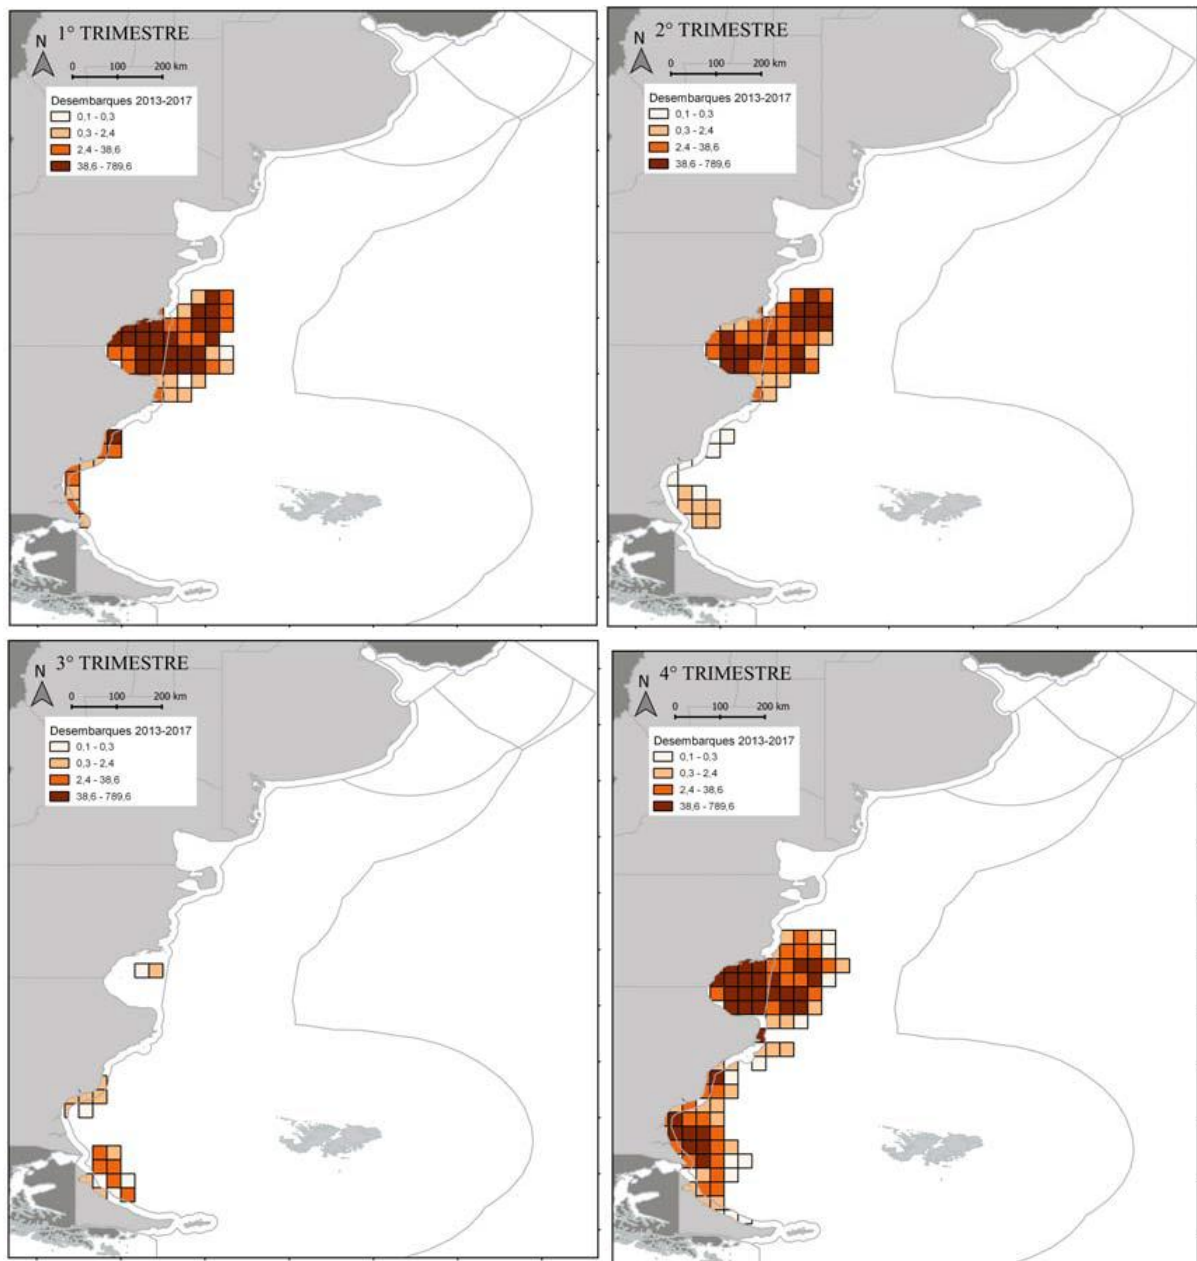 1° TRIMESTRE
N
0 100 200 km
Desembarques 2013-2017
0,1 - 0,3
0,3 - 2,4
2,4 - 38,6
38,6 - 789,6
2° TRIMESTRE
N
0 100 200 km
Desembarques 2013-2017
0,1 - 0,3
0,3 - 2,4
2,4 - 38,6
38,6 - 789,6
3° TRIMESTRE
N
0 100 200 km
Desembarques 2013-2017
0,1 - 0,3
0,3 - 2,4
2,4 - 38,6
38,6 - 789,6
4° TRIMESTRE
N
0 100 200 km
Desembarques 2013-2017
0,1 - 0,3
0,3 - 2,4
2,4 - 38,6
38,6 - 789,6